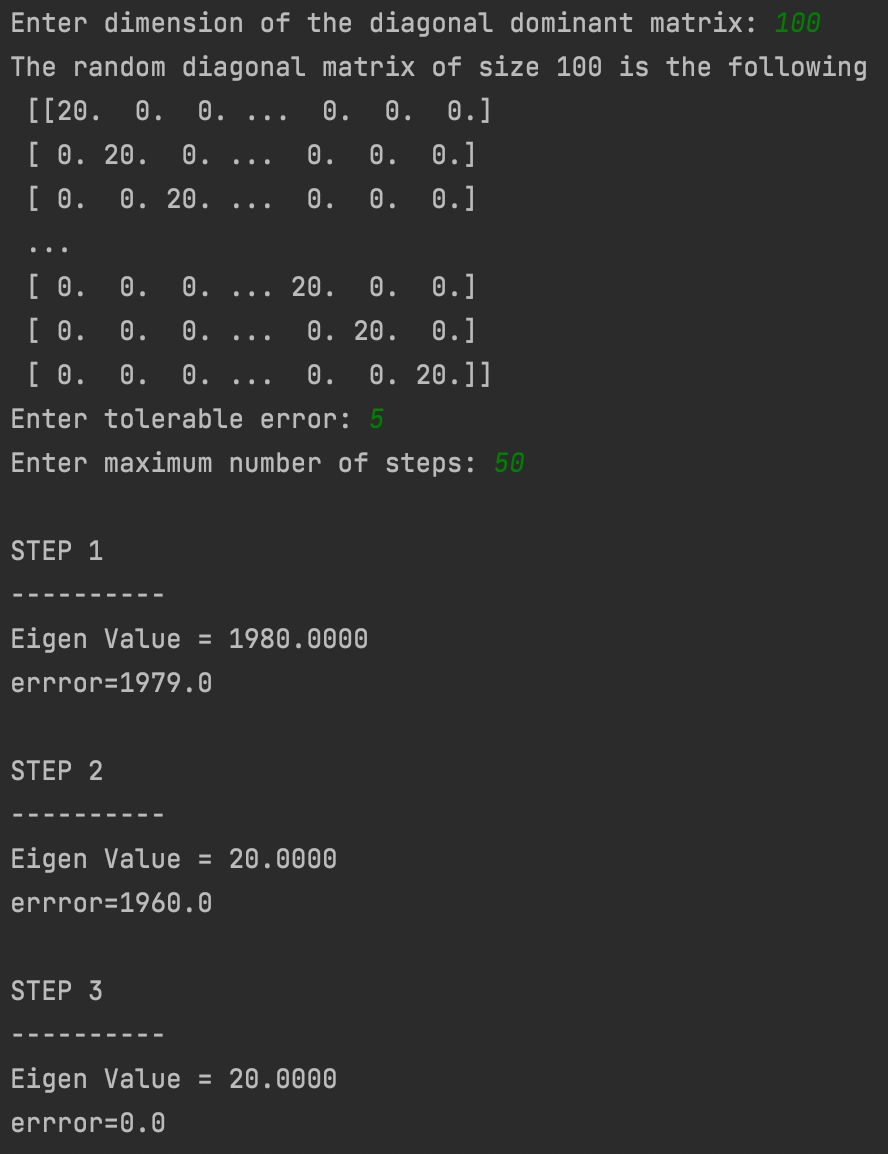 Enter dimension of the diagonal dominant matrix: 100
The random diagonal matrix of size 100 is the following
 [[20.  0.  0. ...  0.  0.  0.]
 [ 0. 20.  0. ...  0.  0.  0.]
 [ 0.  0. 20. ...  0.  0.  0.]
 ...
 [ 0.  0.  0. ... 20.  0.  0.]
 [ 0.  0.  0. ...  0. 20.  0.]
 [ 0.  0.  0. ...  0.  0. 20.]]
Enter tolerable error: 5
Enter maximum number of steps: 50

STEP 1
----------
Eigen Value = 1980.0000
errror=1979.0

STEP 2
----------
Eigen Value = 20.0000
errror=1960.0

STEP 3
----------
Eigen Value = 20.0000
errror=0.0